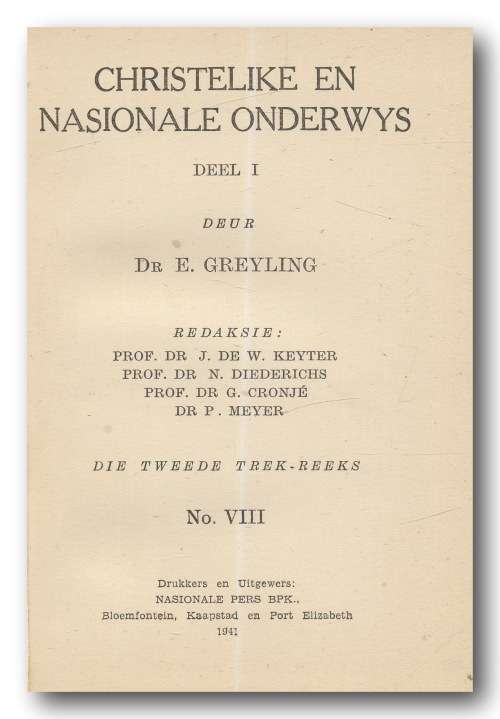 CHRISTELIKE EN
NASIONALE ONDERWYS
DEEL I
DEUR
DR E. GREYLING
REDAKSIE:
PROF. DR J. DE W. KEYTER
PROF. DR N. DIEDERICHS
PROF. DR G. CRONJÉ
DR P. MEYER
DIE TWEEDE TREK-REEKS
No. VIII
Drukkers en Uitgewers:
NASIONALE PERS BPK.,
Bloemfontein, Kaapstad en Port Elizabeth
1941